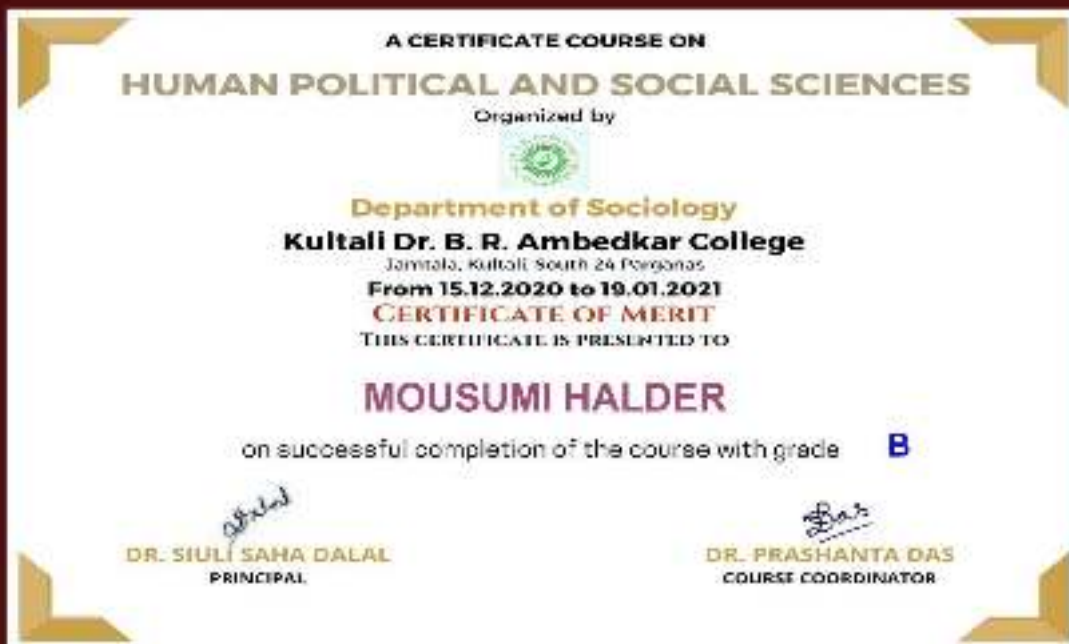 A CERTIFICATE COURSE ON
HUMAN POLITICAL AND SOCIAL SCIENCES
Organized by
Department of Sociology
Kultali Dr. B. R. Ambedkar College
Jamtala, Kultali, South 24 Parganas
From 15.12.2020 to 19.01.2021
CERTIFICATE OF MERIT
THIS CERTIFICATE IS PRESENTED TO
MOUSUMI HALDER
on successful completion of the course with grade B
Das
DR. SIULI SAHA DALAL
DR. PRASHANTA DAS
PRINCIPAL
COURSE COORDINATOR